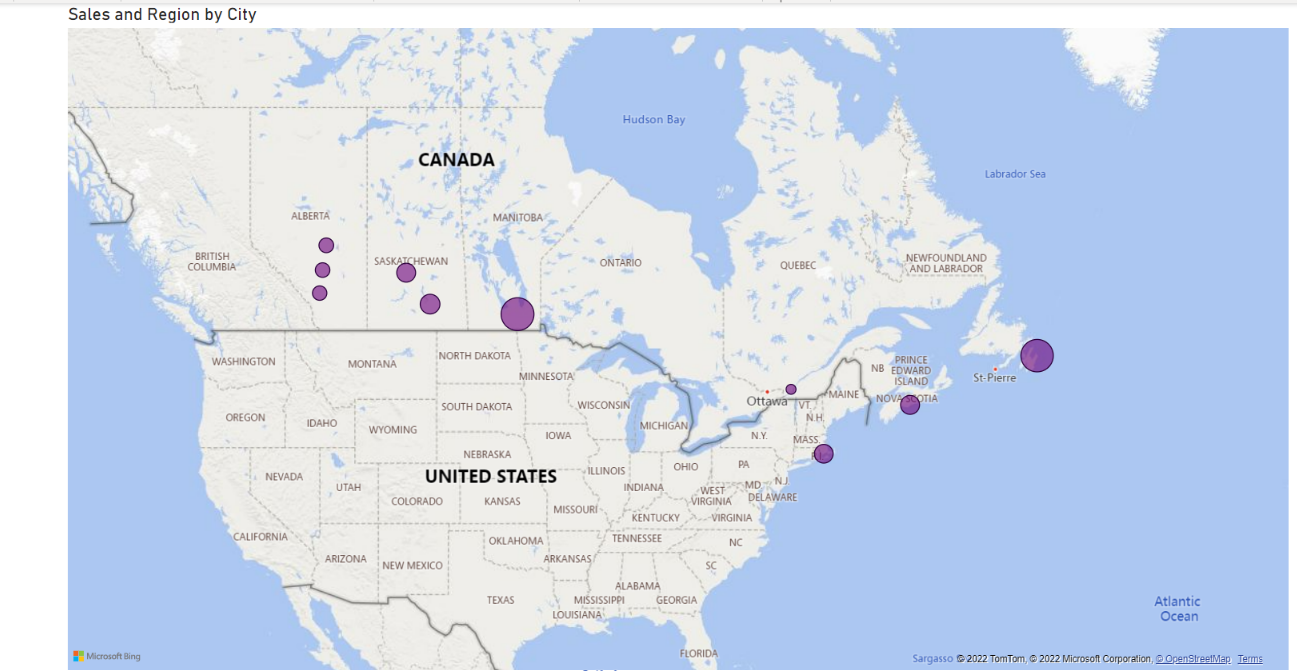 Sales and Region by City
Hudson Bay
CANADA
Labrador Sea
ALBERTA
MANITOBA
BRITISH
COLUMBIA
SASKATCHEWAN
ONTARIO
QUEBEC
NEWFOUNDLAND
AND LABRADOR
WASHINGTON
MONTANA
NORTH DAKOTA
MINNESOTA
NB
PRINCE
EDWARD
ISLAND
St-Pierre
OREGON
IDAHO
WYOMING
SOUTH DAKOTA
WISCONSIN
MICHIGAN
Ottawa
VT.
N.H.
MAINE
NOVA SCOTIA
IOWA
N.Y.
MASS.
NEBRASKA
UNITED STATES
NEVADA
UTAH
COLORADO
KANSAS
ILLINOIS
INDIANA
OHIO
PA
N.J.
MD
DELAWARE
WEST
VIRGINIA
VIRGINIA
MISSOURI
KENTUCKY
CALIFORNIA
ARIZONA
NEW MEXICO
OKLAHOMA
ARKANSAS
TENNESSEE
NC
SC
TEXAS
LOUISIANA
MISSISSIPPI
ALABAMA
GEORGIA
FLORIDA
Atlantic
Ocean
Microsoft Bing
Sargasso © 2022 TomTom, © 2022 Microsoft Corporation, © OpenStreetMap Terms